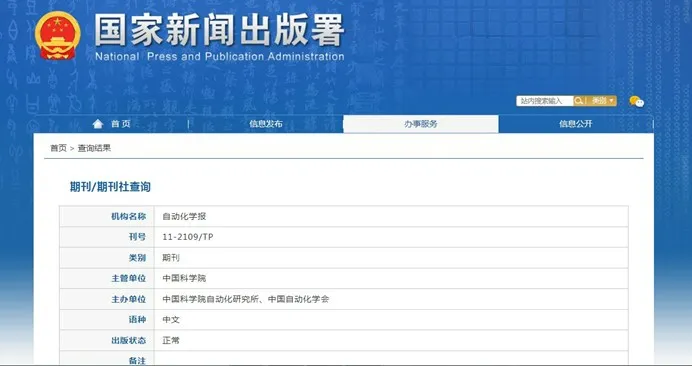 国家新闻出版署
National Press and Publication Administration
站内搜索输入 类别
首页 信息发布 办事服务 信息公开
首页 > 查询结果
期刊/期刊社查询
机构名称 自动化学报
刊号 11-2109/TP
类别 期刊
主管单位 中国科学院
主办单位 中国科学院自动化研究所、中国自动化学会
语种 中文
出版状态 正常
备注